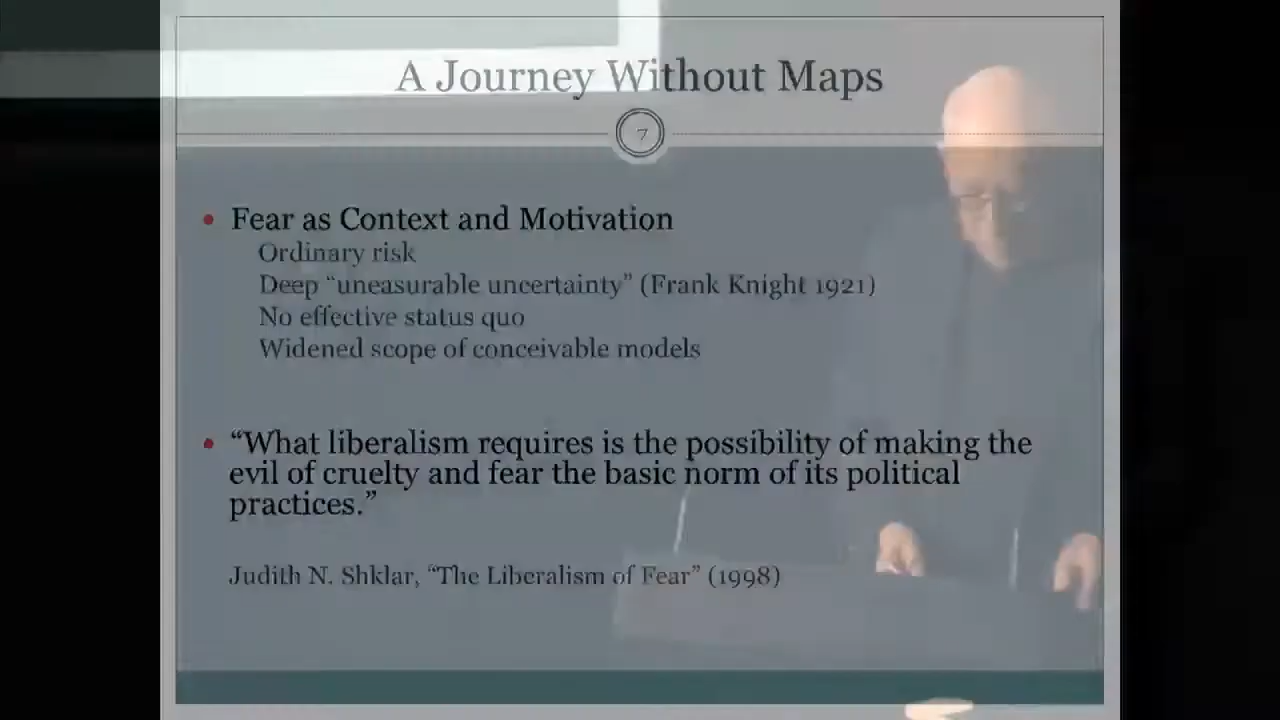 A Journey Without Maps
7
• Fear as Context and Motivation
Ordinary risk
Deep “uneasurable uncertainty” (Frank Knight 1921)
No effective status quo
Widened scope of conceivable models
• “What liberalism requires is the possibility of making the
evil of cruelty and fear the basic norm of its political
practices.”
Judith N. Shklar, “The Liberalism of Fear” (1998)